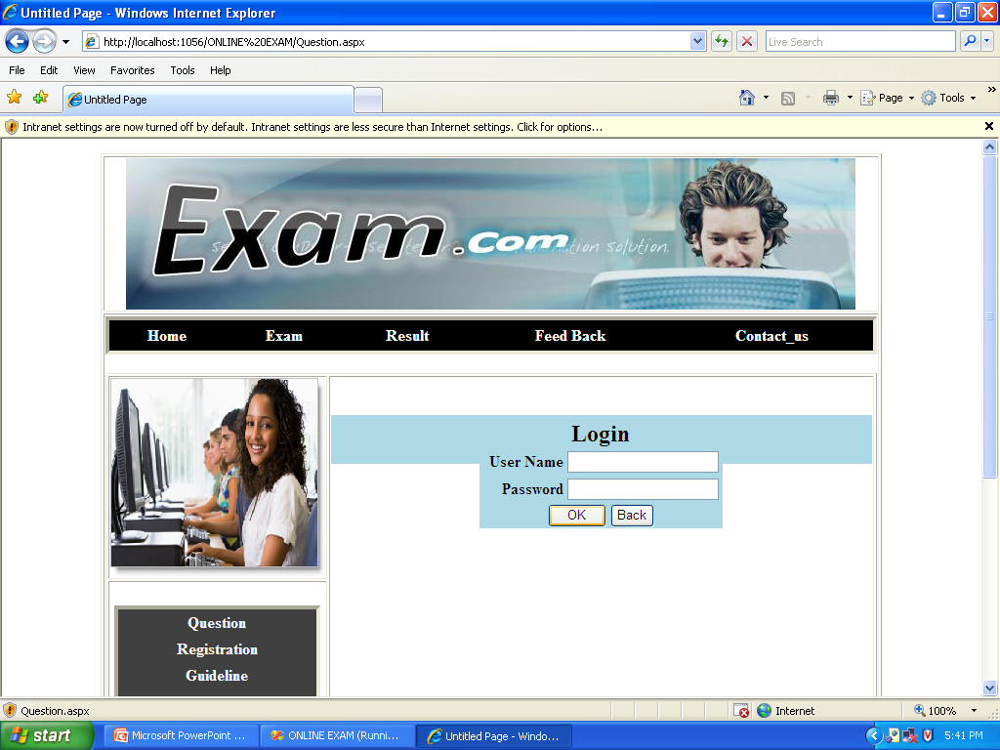 Untitled Page - Windows Internet Explorer
http://localhost:1056/ONLINE%20EXAM/Question.aspx
Live Search
File Edit View Favorites Tools Help
Untitled Page
Page Tools
Intranet settings are now turned off by default. Intranet settings are less secure than Internet settings. Click for options...
Exam.com
solution.
Home Exam Result Feed Back Contact_us
Login
User Name
Password
OK Back
Question
Registration
Guideline
Question.aspx
Internet
100%
start
Microsoft PowerPoint ...
ONLINE EXAM (Runni...
Untitled Page - Windo...
5:41 PM